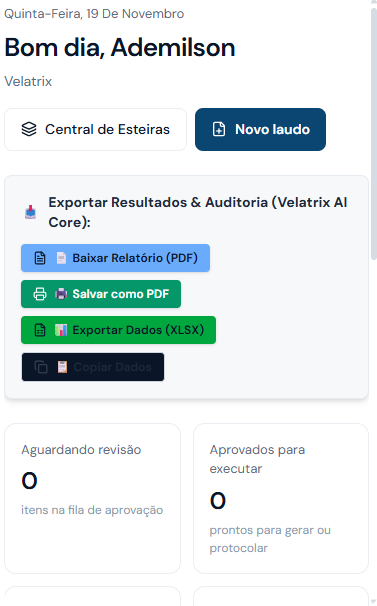 Quinta-Feira, 19 De Novembro
Bom dia, Ademilson
Velatrix
Central de Esteiras
Novo laudo
Exportar Resultados & Auditoria (Velatrix AI
Core):
Baixar Relatório (PDF)
Salvar como PDF
Exportar Dados (XLSX)
Copiar Dados
Aguardando revisão
0
itens na fila de aprovação
Aprovados para
executar
0
prontos para gerar ou
protocolar